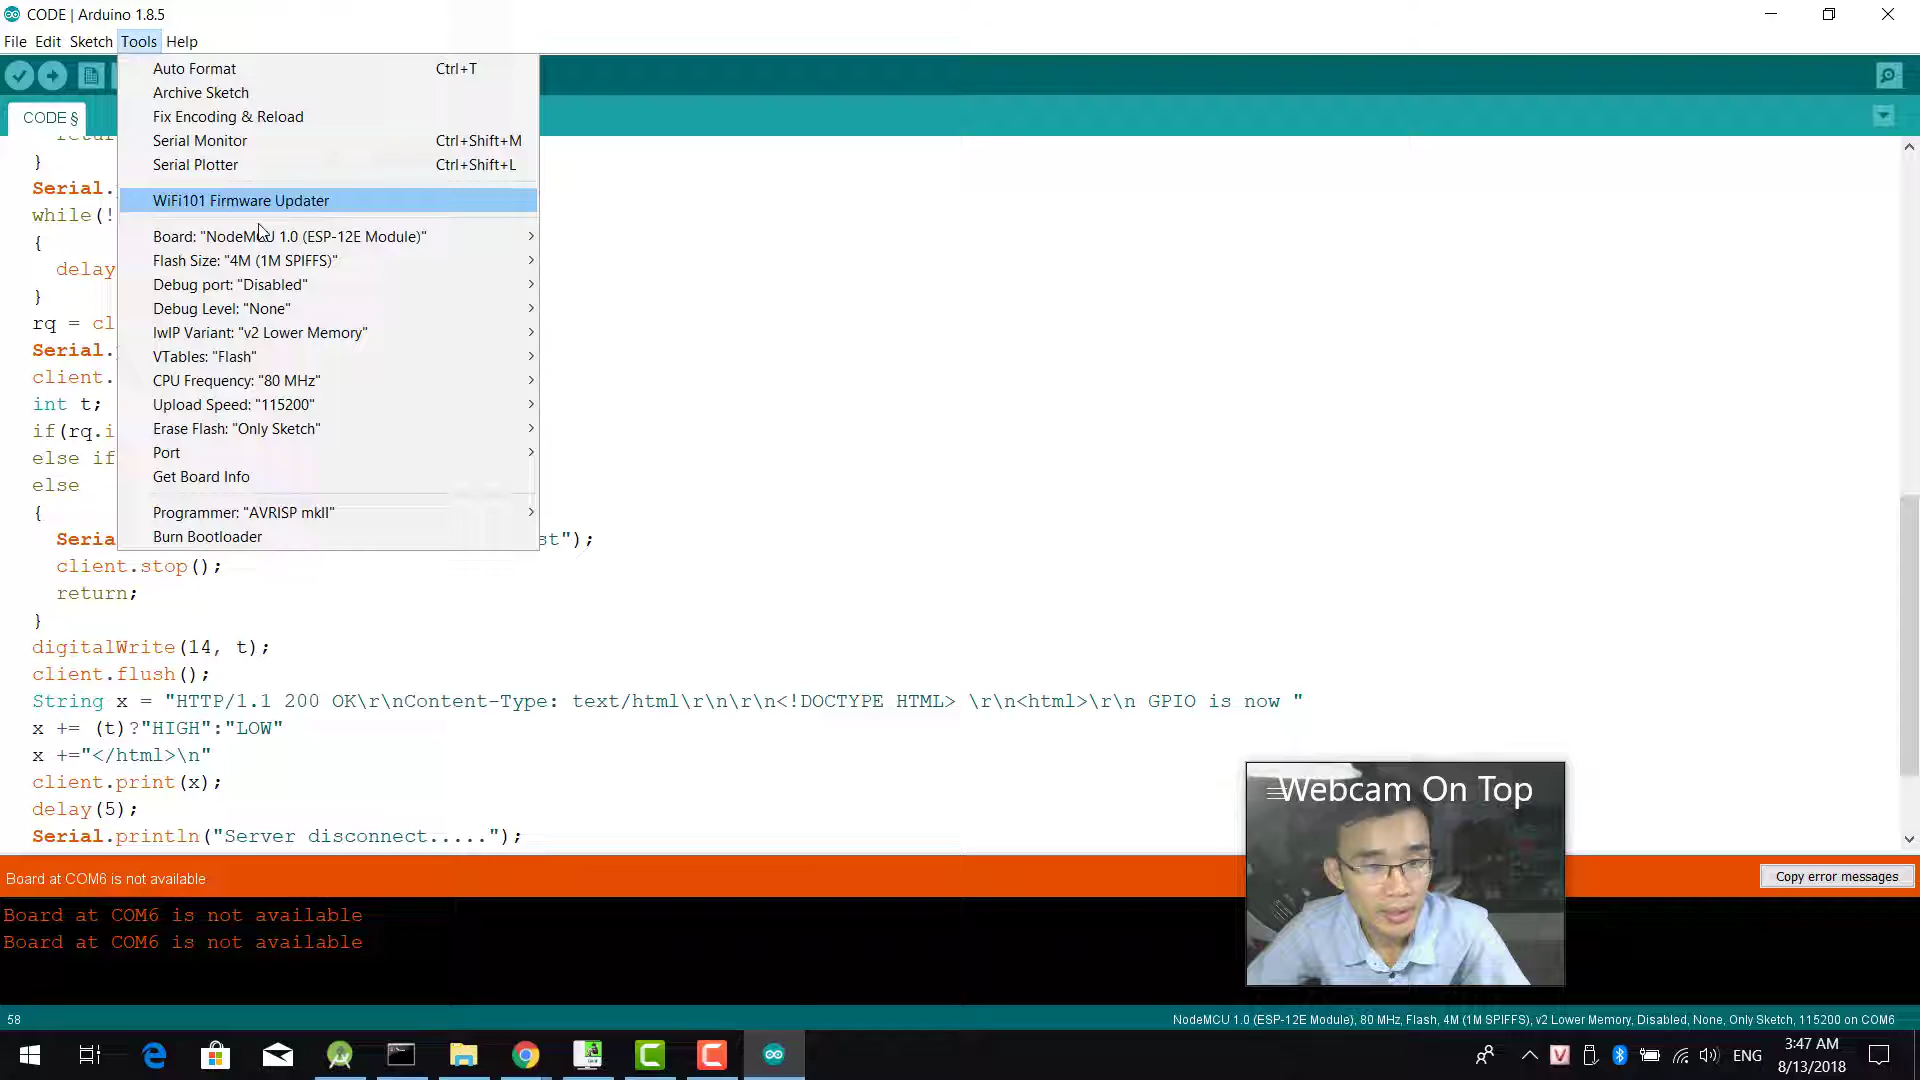 CODE | Arduino 1.8.5
File Edit Sketch Tools Help
Auto Format Ctrl+T
Archive Sketch
Fix Encoding & Reload
Serial Monitor Ctrl+Shift+M
Serial Plotter Ctrl+Shift+L
WiFi101 Firmware Updater
Board: "NodeMCU 1.0 (ESP-12E Module)"
Flash Size: "4M (1M SPIFFS)"
Debug port: "Disabled"
Debug Level: "None"
lwIP Variant: "v2 Lower Memory"
VTables: "Flash"
CPU Frequency: "80 MHz"
Upload Speed: "115200"
Erase Flash: "Only Sketch"
Port
Get Board Info
Programmer: "AVRISP mkII"
Burn Bootloader
CODE §
}
Serial.
while(!
{
delay
}
rq = cl
Serial.
client.
int t;
if(rq.i
else if
else
{
Seria st");
client.stop();
return;
}
digitalWrite(14, t);
client.flush();
String x = "HTTP/1.1 200 OK\r\nContent-Type: text/html\r\n\r\n<!DOCTYPE HTML> \r\n<html>\r\n GPIO is now "
x += (t)?"HIGH":"LOW"
x +="</html>\n"
client.print(x);
delay(5);
Serial.println("Server disconnect.....");
Webcam On Top
Board at COM6 is not available
Copy error messages
Board at COM6 is not available
Board at COM6 is not available
58
NodeMCU 1.0 (ESP-12E Module), 80 MHz, Flash, 4M (1M SPIFFS), v2 Lower Memory, Disabled, None, Only Sketch, 115200 on COM6
ENG
3:47 AM
8/13/2018